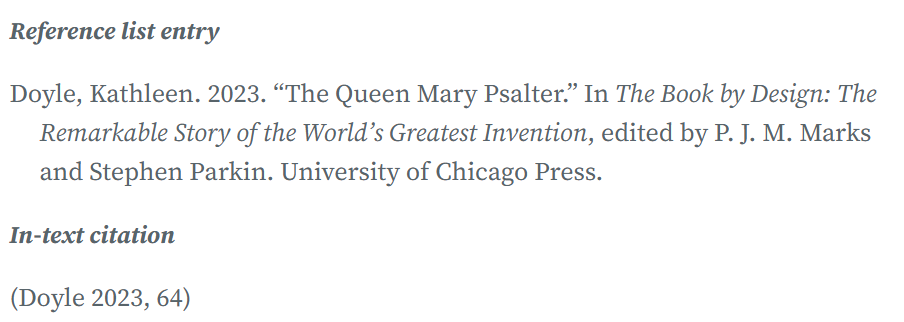 Reference list entry
Doyle, Kathleen. 2023. “The Queen Mary Psalter.” In The Book by Design: The
Remarkable Story of the World’s Greatest Invention, edited by P. J. M. Marks
and Stephen Parkin. University of Chicago Press.
In-text citation
(Doyle 2023, 64)